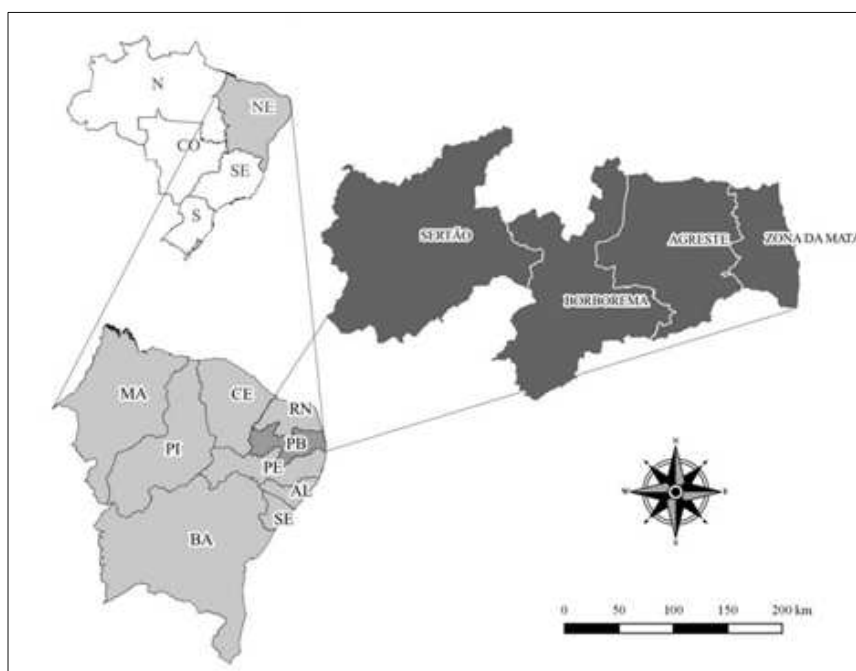 N
NE
CO
SE
S
SERTÃO
AGRESTE
ZONA DA MATA
BORBOREMA
MA
CE
RN
PI
PB
PE
AL
SE
BA
N
W
E
S
0 50 100 150 200 km